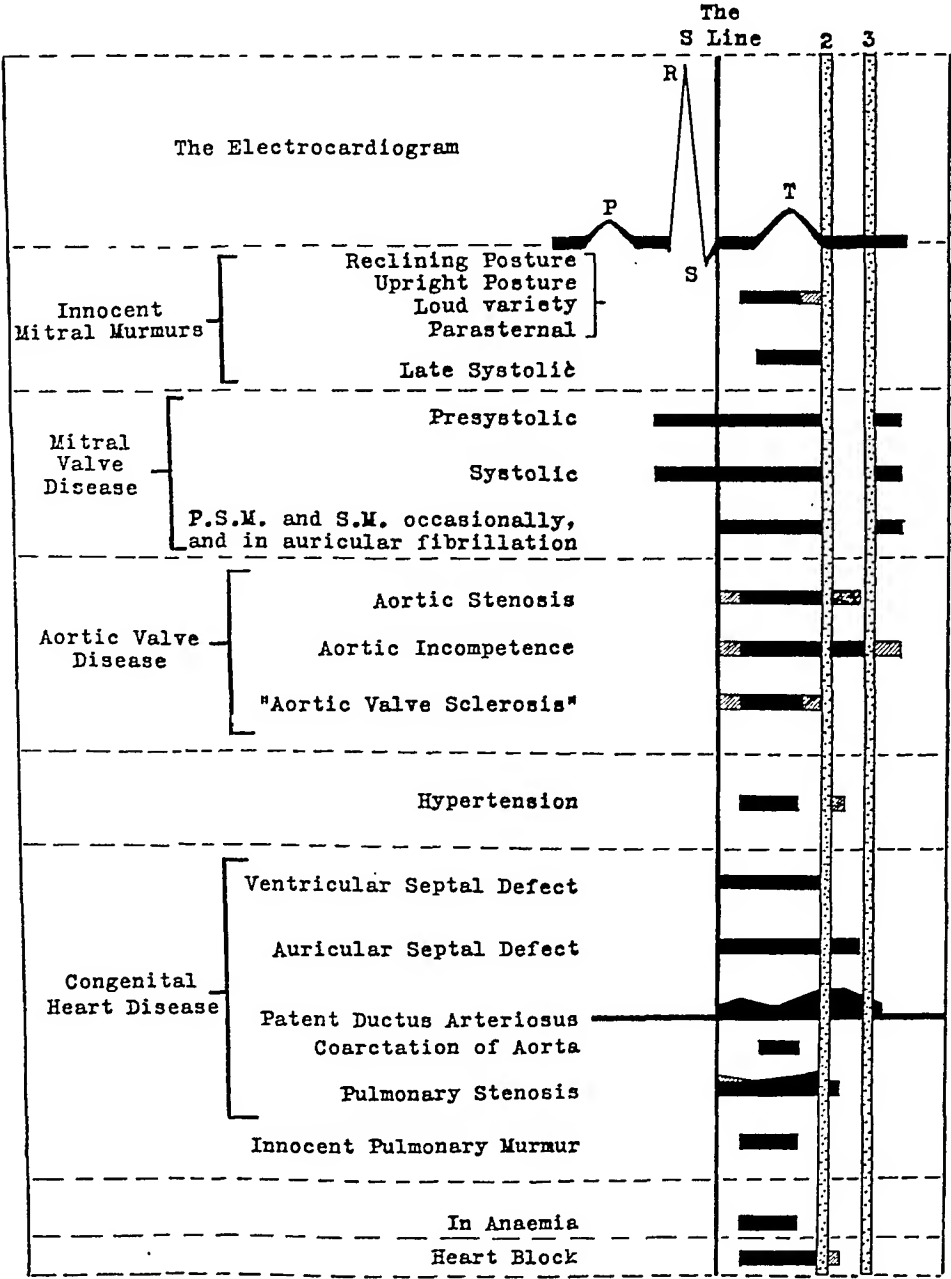 The
S Line
2
3
R
The Electrocardiogram
P
T
S
Innocent
Mitral Murmurs
Reclining Posture
Upright Posture
Loud variety
Parasternal
Late Systolic
Mitral
Valve
Disease
Presystolic
Systolic
P.S.M. and S.M. occasionally,
and in auricular fibrillation
Aortic Valve
Disease
Aortic Stenosis
Aortic Incompetence
"Aortic Valve Sclerosis"
Hypertension
Congenital
Heart Disease
Ventricular Septal Defect
Auricular Septal Defect
Patent Ductus Arteriosus
Coarctation of Aorta
Pulmonary Stenosis
Innocent Pulmonary Murmur
In Anaemia
Heart Block